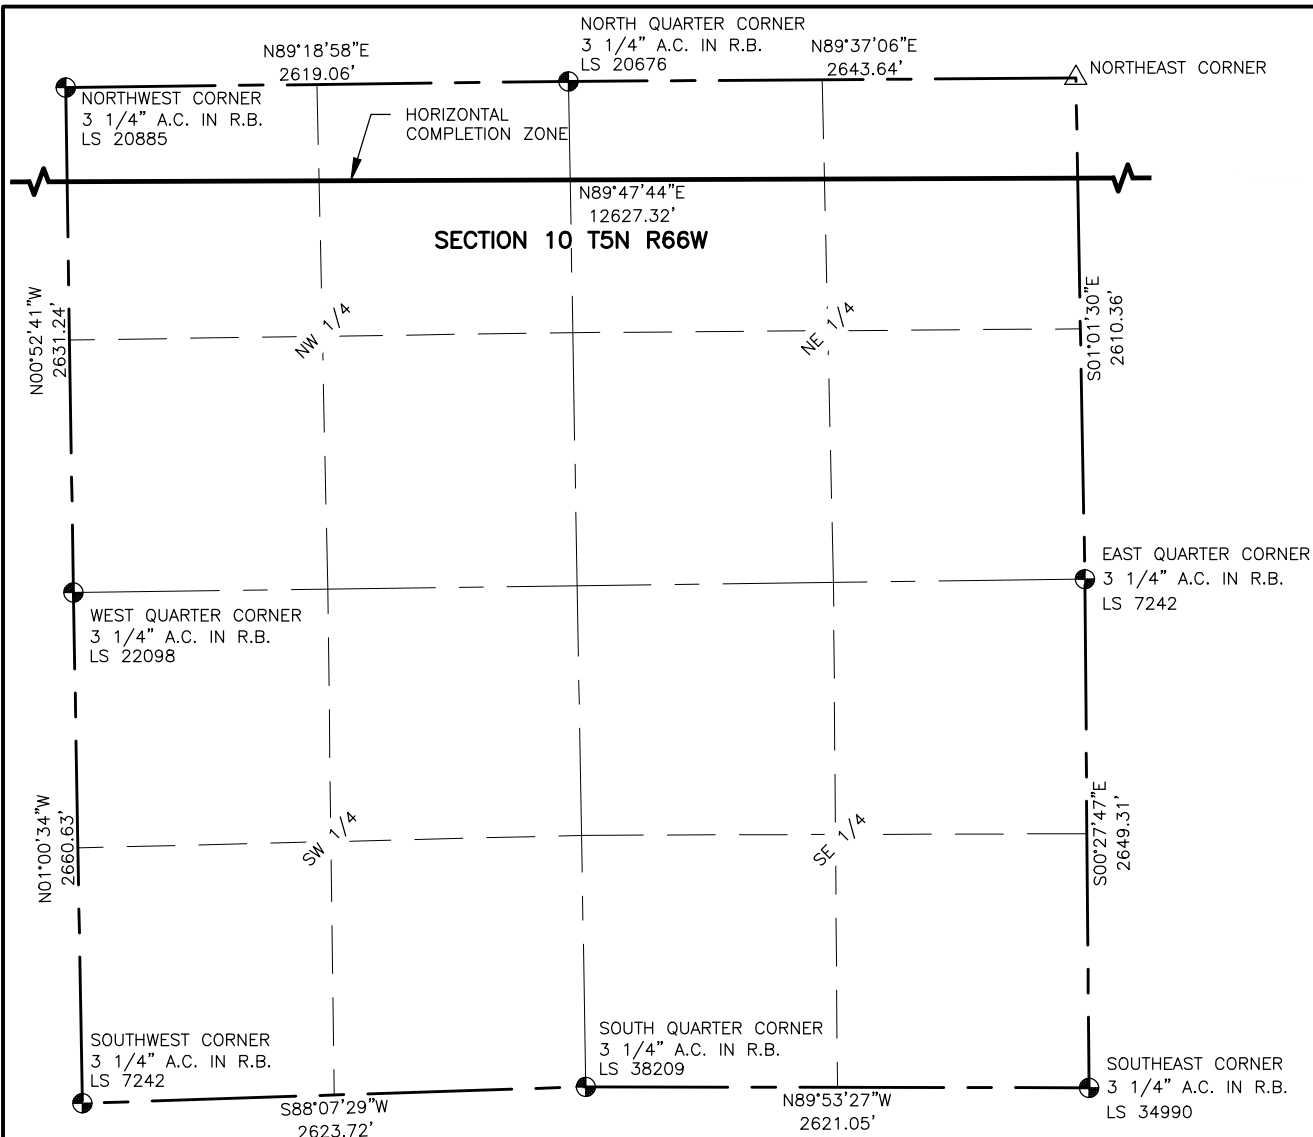 NORTH QUARTER CORNER
3 1/4" A.C. IN R.B.
LS 20676
N89°18'58"E
2619.06'
N89°37'06"E
2643.64'
NORTHEAST CORNER
NORTHWEST CORNER
3 1/4" A.C. IN R.B.
LS 20885
HORIZONTAL
COMPLETION ZONE
N89°47'44"E
12627.32'
SECTION 10 T5N R66W
N00°52'41"W
2631.24'
NW 1/4
NE 1/4
S01°01'30"E
2610.36'
EAST QUARTER CORNER
3 1/4" A.C. IN R.B.
LS 7242
WEST QUARTER CORNER
3 1/4" A.C. IN R.B.
LS 22098
N01°00'34"W
2660.63'
SW 1/4
SE 1/4
S00°27'47"E
2649.31'
SOUTHWEST CORNER
3 1/4" A.C. IN R.B.
LS 7242
SOUTH QUARTER CORNER
3 1/4" A.C. IN R.B.
LS 38209
SOUTHEAST CORNER
3 1/4" A.C. IN R.B.
LS 34990
S88°07'29"W
2623.72'
N89°53'27"W
2621.05'